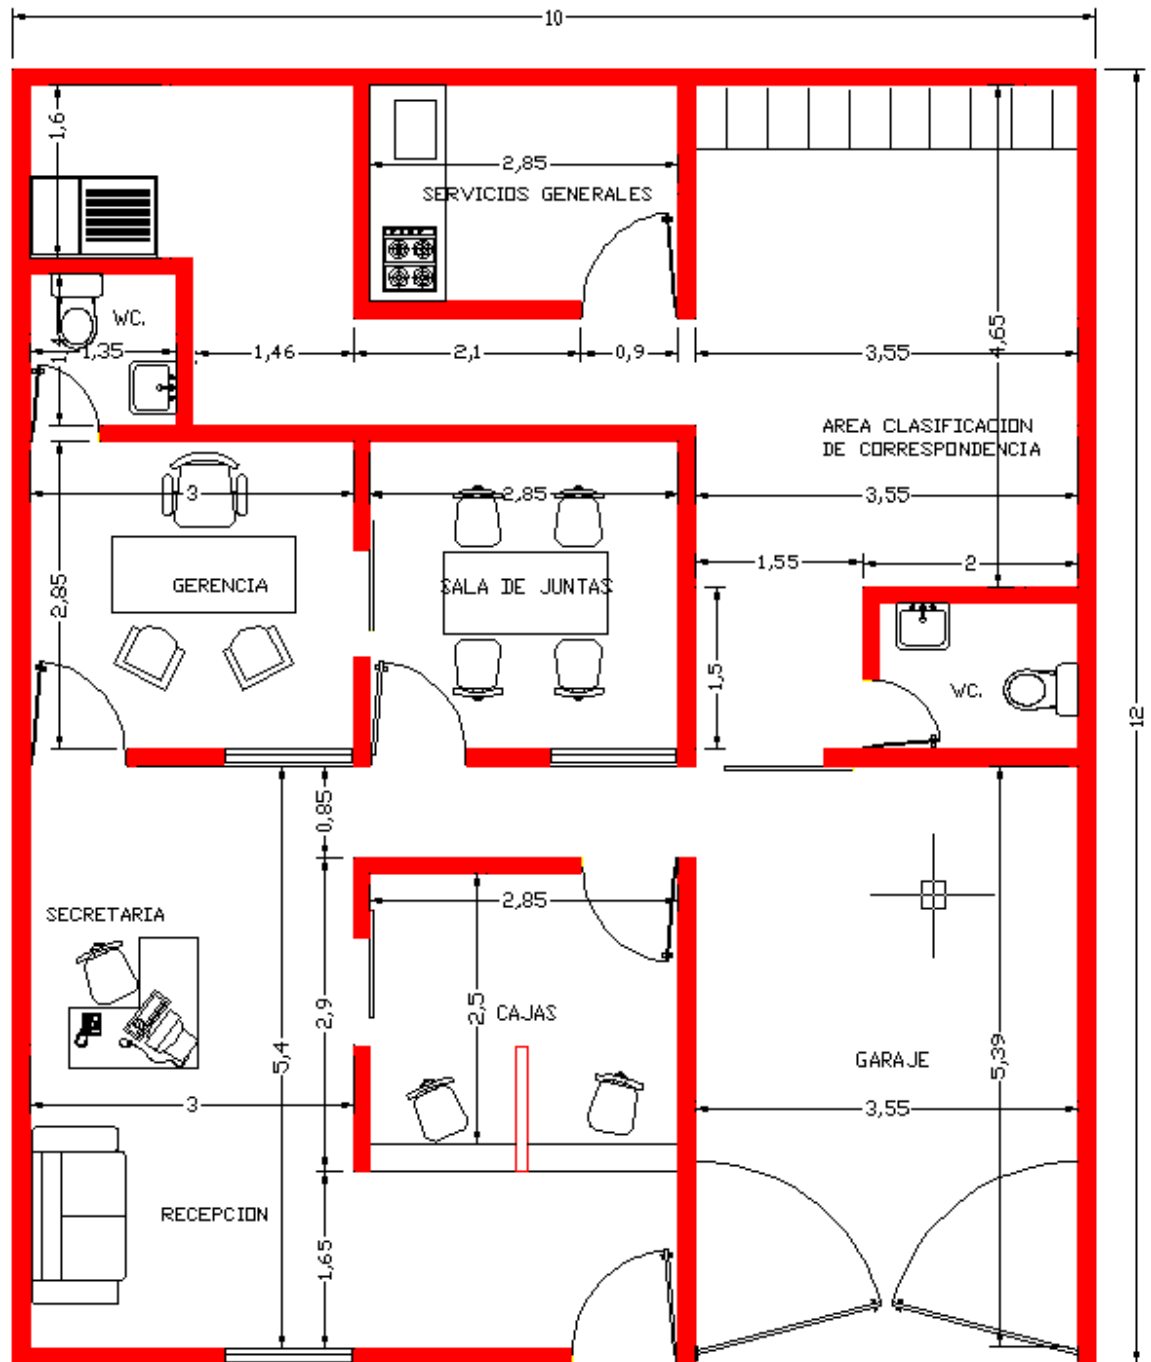 10
1,6
2,85
SERVICIOS GENERALES
WC.
1,35
1,46
2,1
0,9
3,55
4,65
AREA CLASIFICACION
DE CORRESPONDENCIA
3
2,85
3,55
1,55
2
2,85
GERENCIA
SALA DE JUNTAS
1,5
WC.
12
0,85
2,85
SECRETARIA
2,9
2,5
CAJAS
5,4
5,39
GARAJE
3
3,55
RECEPCION
1,65